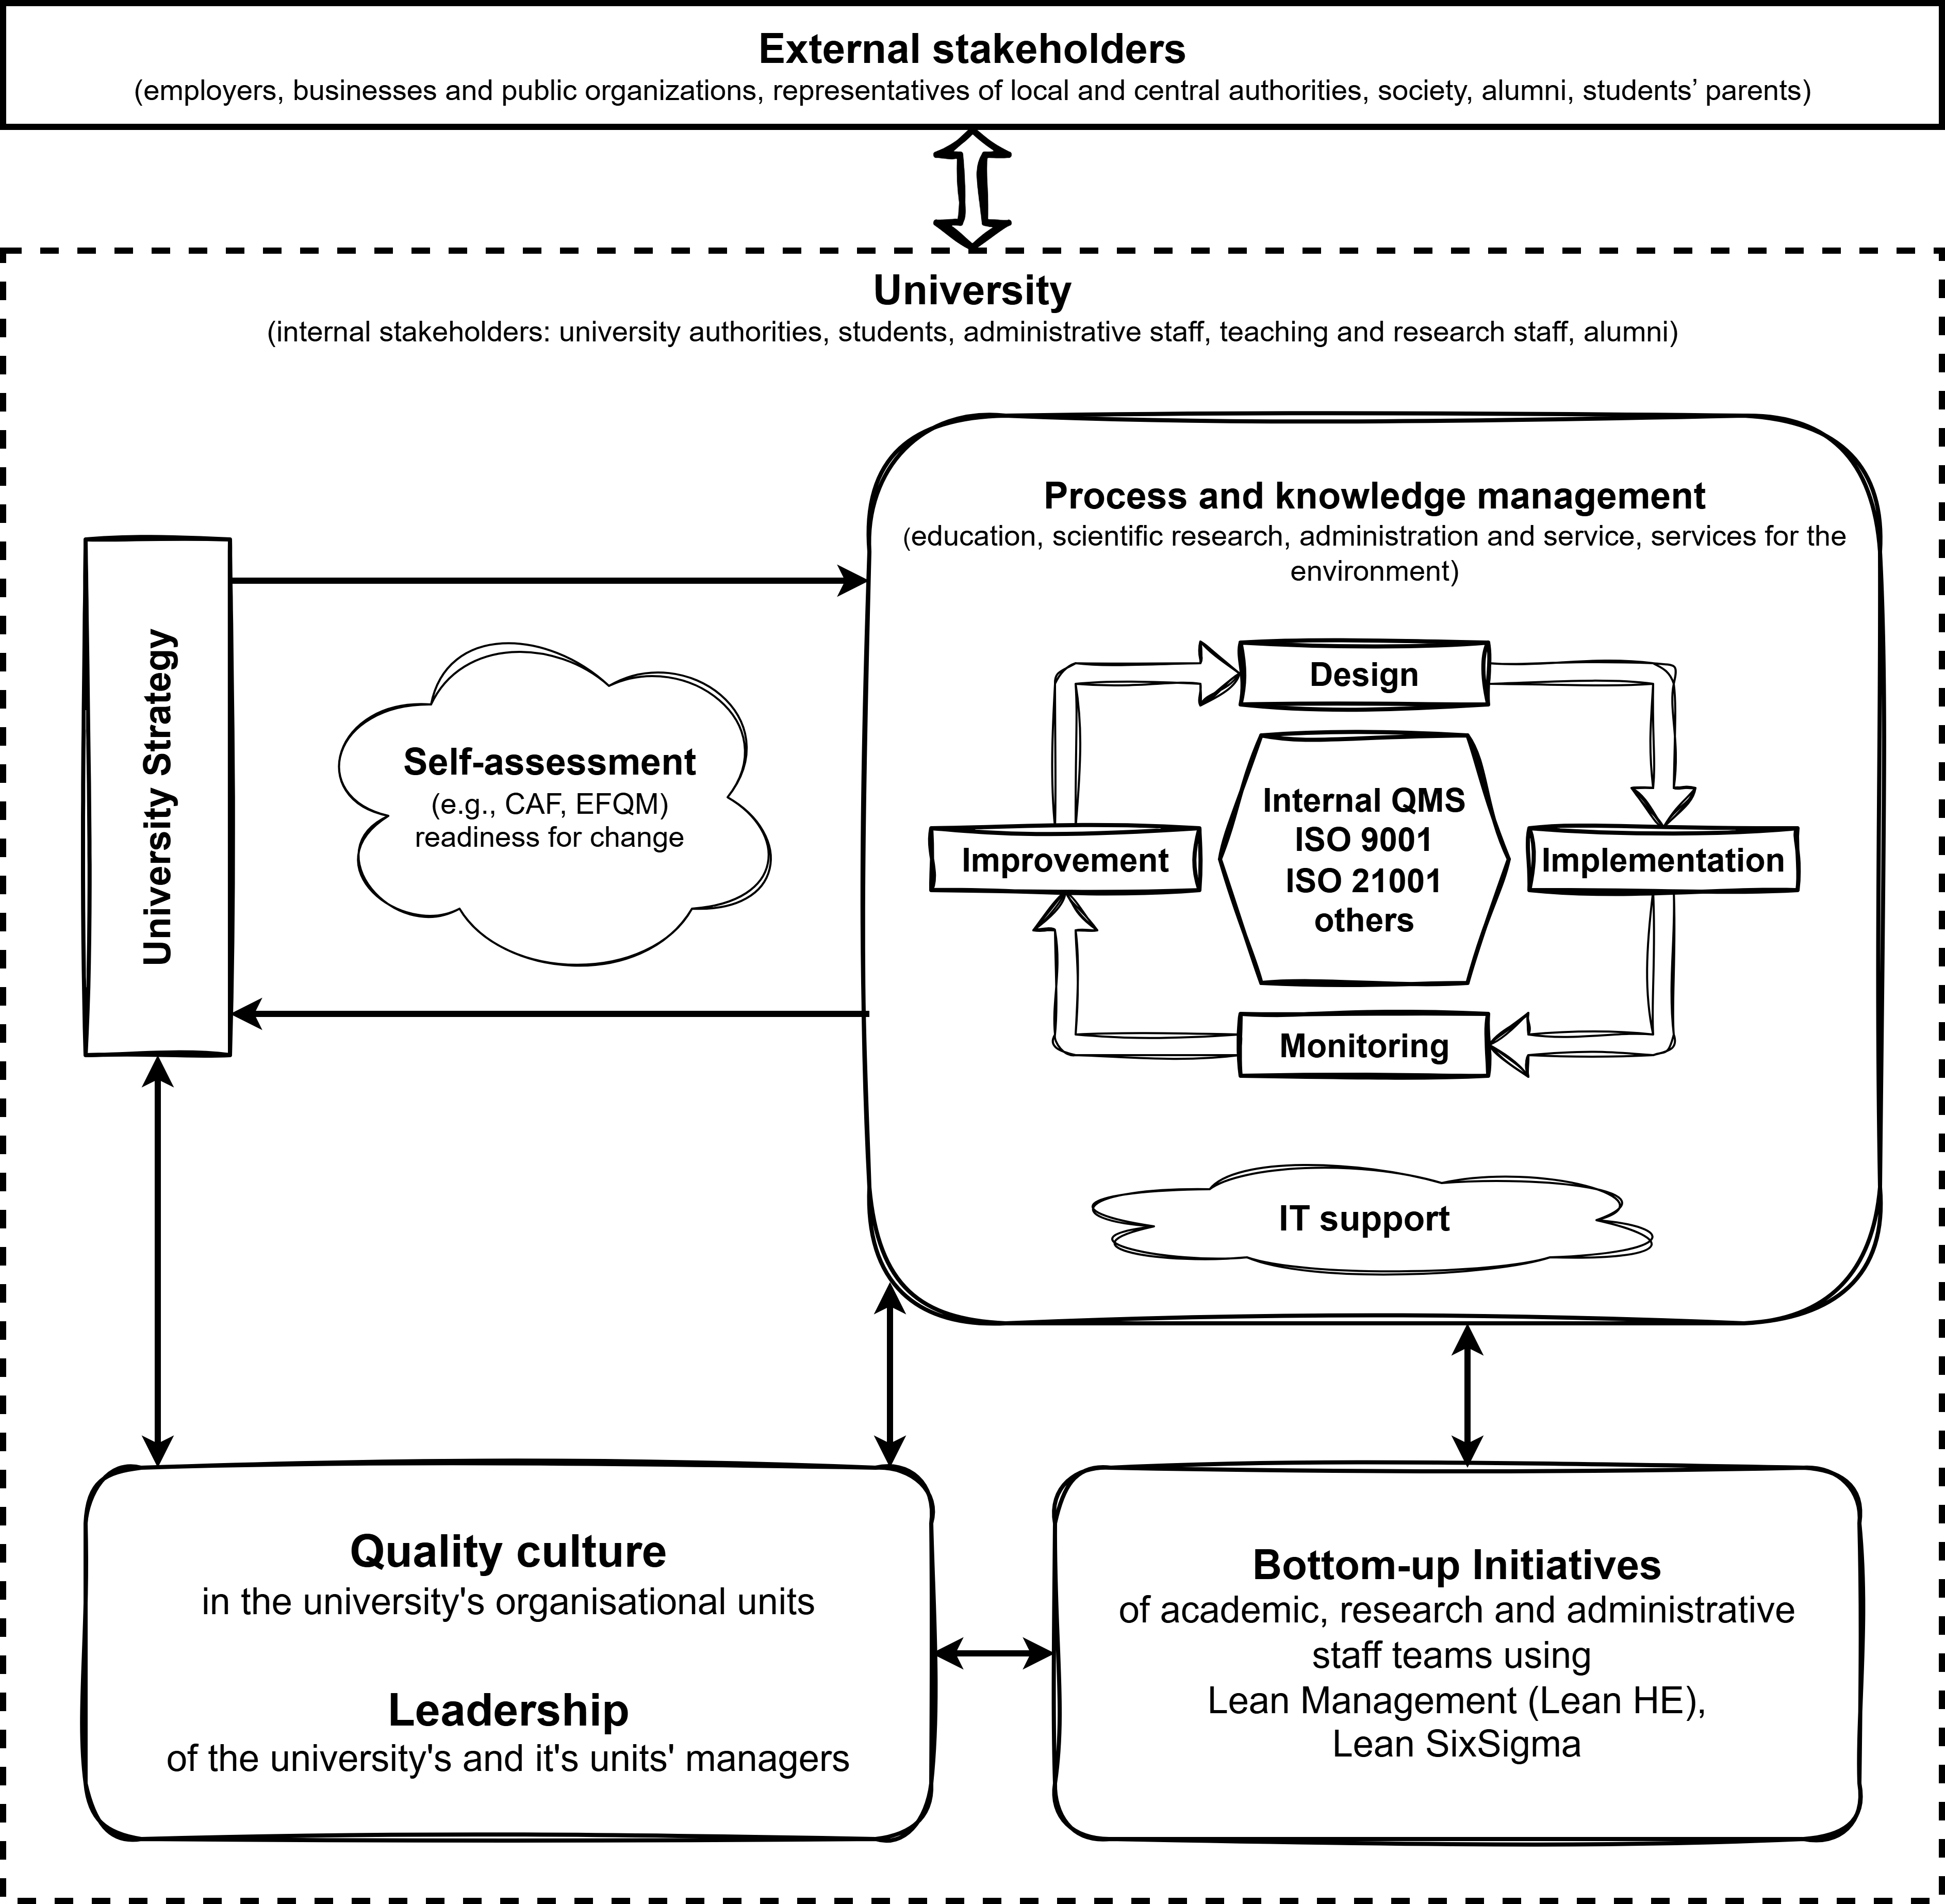 External stakeholders
(employers, businesses and public organizations, representatives of local and central authorities, society, alumni, students’ parents)
University
(internal stakeholders: university authorities, students, administrative staff, teaching and research staff, alumni)
University Strategy
Self-assessment
(e.g., CAF, EFQM)
readiness for change
Process and knowledge management
(education, scientific research, administration and service, services for the
environment)
Design
Improvement
Internal QMS
ISO 9001
ISO 21001
others
Implementation
Monitoring
IT support
Quality culture
in the university's organisational units
Leadership
of the university's and it's units' managers
Bottom-up Initiatives
of academic, research and administrative
staff teams using
Lean Management (Lean HE),
Lean SixSigma